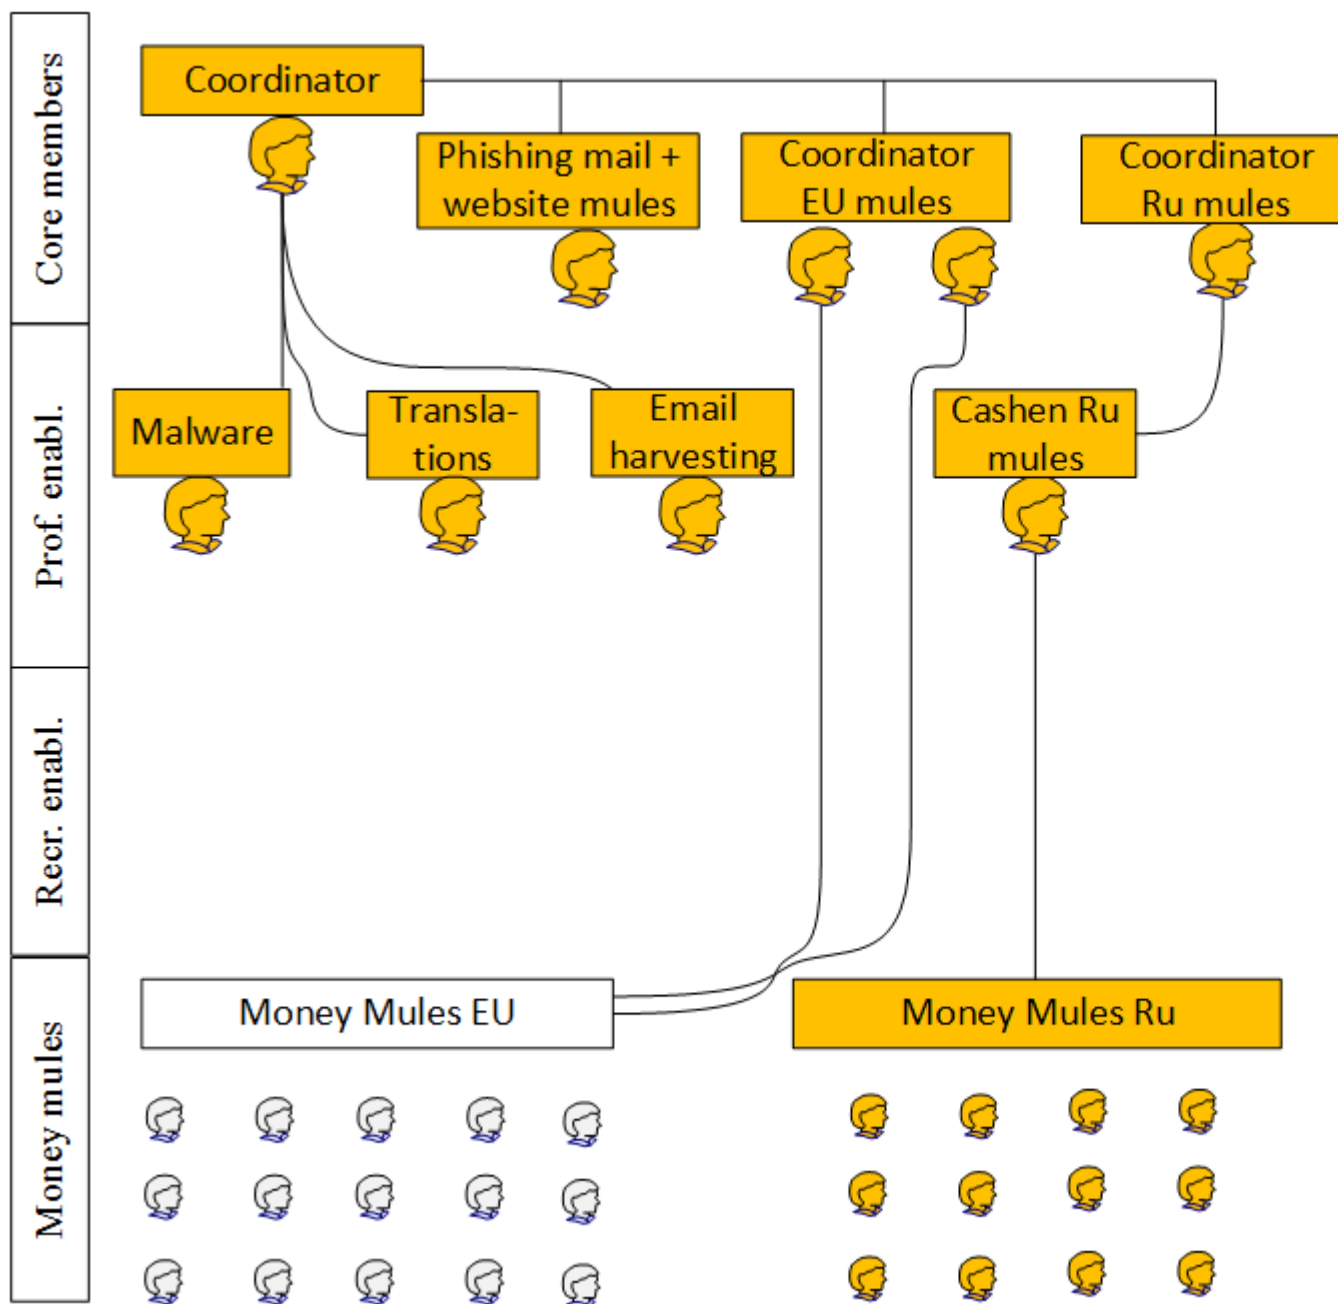 Core members
Coordinator
Phishing mail +
website mules
Coordinator
EU mules
Coordinator
Ru mules
Prof. enabl.
Malware
Transla-
tions
Email
harvesting
Cashen Ru
mules
Recr. enabl.
Money mules
Money Mules EU
Money Mules Ru